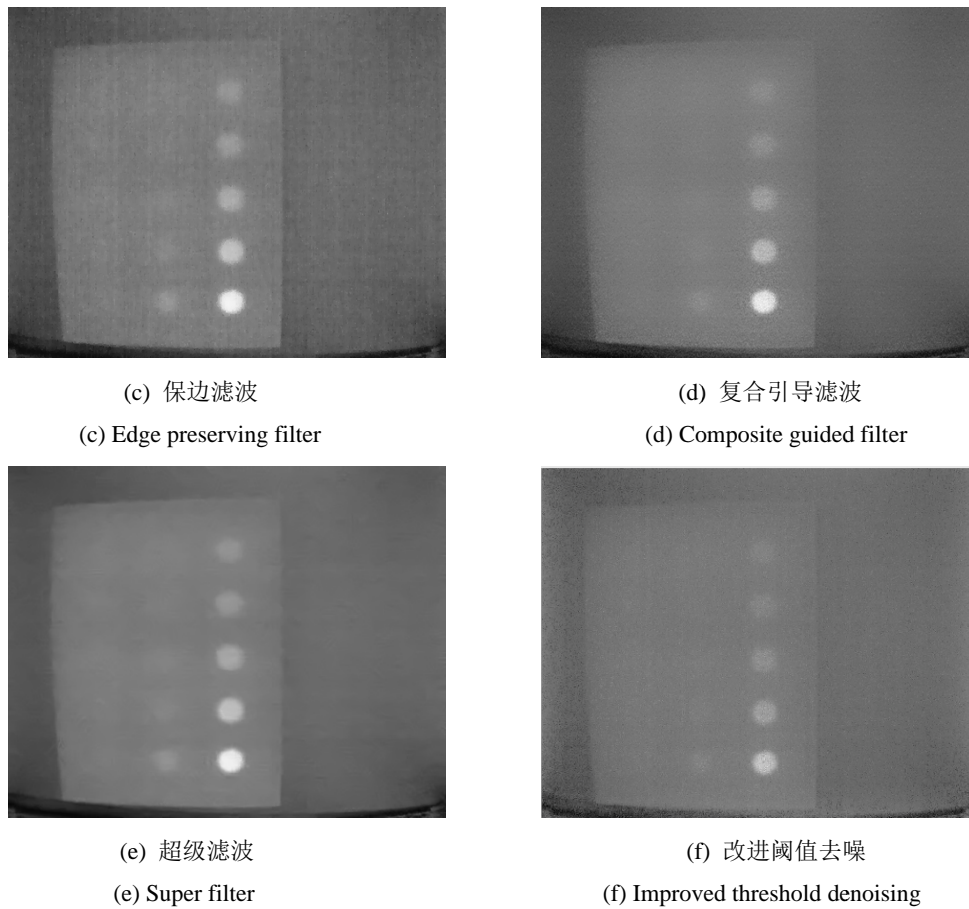 (c) 保边滤波
(c) Edge preserving filter
(d) 复合引导滤波
(d) Composite guided filter
(e) 超级滤波
(e) Super filter
(f) 改进阈值去噪
(f) Improved threshold denoising